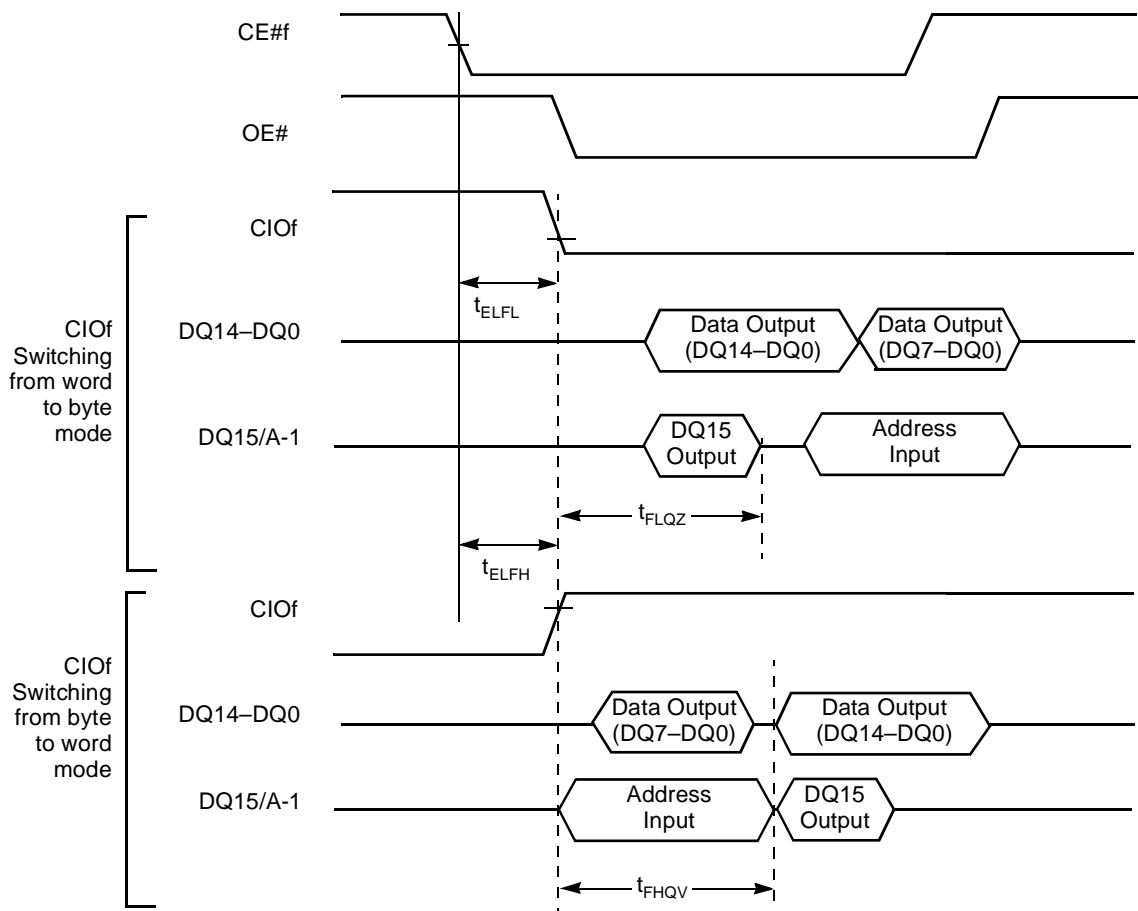 CE#f
OE#
CIOf
tELFL
CIOf
Switching
from word
to byte
mode
DQ14–DQ0
Data Output
(DQ14–DQ0)
Data Output
(DQ7–DQ0)
DQ15/A-1
DQ15
Output
Address
Input
tFLQZ
tELFH
CIOf
CIOf
Switching
from byte
to word
mode
DQ14–DQ0
Data Output
(DQ7–DQ0)
Data Output
(DQ14–DQ0)
DQ15/A-1
Address
Input
DQ15
Output
tFHQV